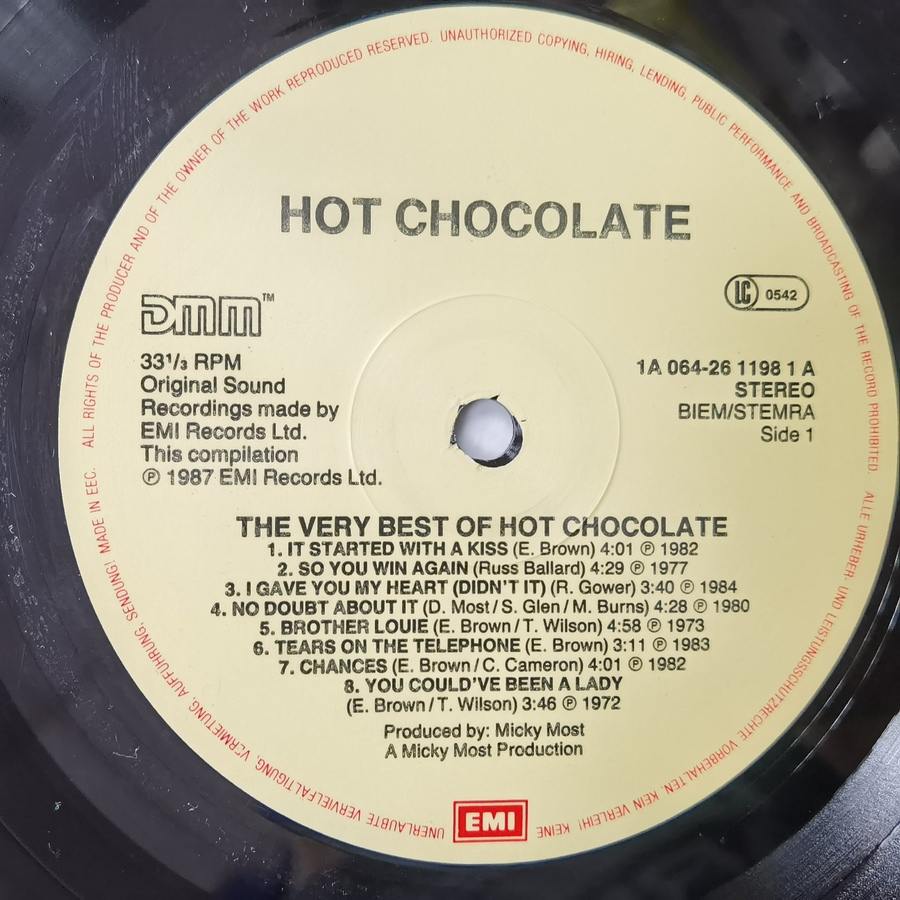 ALL RIGHTS OF THE PRODUCER AND OF THE OWNER OF THE WORK REPRODUCED RESERVED. UNAUTHORIZED COPYING, HIRING, LENDING, PUBLIC PERFORMANCE AND BROADCASTING OF THE RECORD PROHIBITED.
HOT CHOCOLATE
DMM™
33¹/₃ RPM
Original Sound
Recordings made by
EMI Records Ltd.
This compilation
℗ 1987 EMI Records Ltd.
LC 0542
1A 064-26 1198 1 A
STEREO
BIEM/STEMRA
Side 1
THE VERY BEST OF HOT CHOCOLATE
1. IT STARTED WITH A KISS (E. Brown) 4:01 ℗ 1982
2. SO YOU WIN AGAIN (Russ Ballard) 4:29 ℗ 1977
3. I GAVE YOU MY HEART (DIDN'T IT) (R. Gower) 3:40 ℗ 1984
4. NO DOUBT ABOUT IT (D. Most/S. Glen/M. Burns) 4:28 ℗ 1980
5. BROTHER LOUIE (E. Brown/T. Wilson) 4:58 ℗ 1973
6. TEARS ON THE TELEPHONE (E. Brown) 3:11 ℗ 1983
7. CHANCES (E. Brown/C. Cameron) 4:01 ℗ 1982
8. YOU COULD'VE BEEN A LADY
(E. Brown/T. Wilson) 3:46 ℗ 1972
Produced by: Micky Most
A Micky Most Production
EMI
ALLE URHEBER- UND LEISTUNGSSCHUTZRECHTE VORBEHALTEN. KEIN VERLEIH! KEINE UNERLAUBTE VERVIELFÄLTIGUNG, VERMIETUNG, AUFFÜHRUNG, SENDUNG! MADE IN EEC.